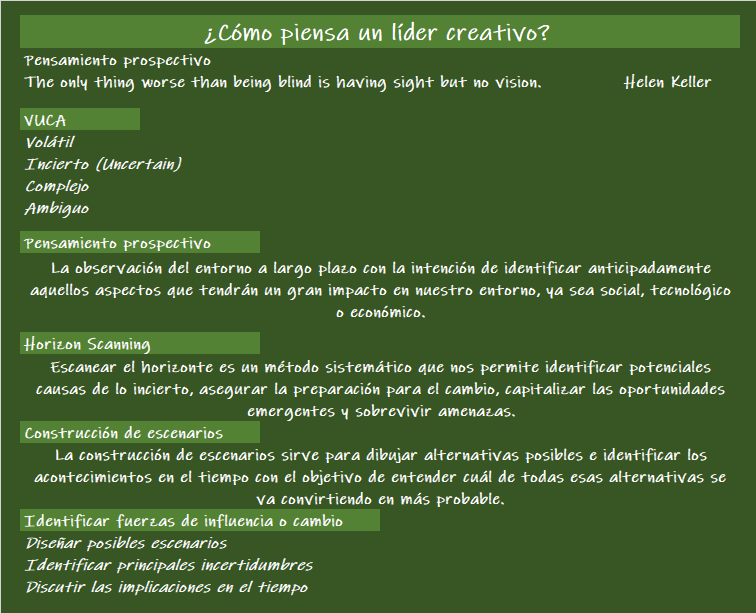 ¿Cómo piensa un líder creativo?
Pensamiento prospectivo
The only thing worse than being blind is having sight but no vision. Helen Keller
VUCA
Volátil
Incierto (Uncertain)
Complejo
Ambiguo
Pensamiento prospectivo
La observación del entorno a largo plazo con la intención de identificar anticipadamente
aquellos aspectos que tendrán un gran impacto en nuestro entorno, ya sea social, tecnológico
o económico.
Horizon Scanning
Escanear el horizonte es un método sistemático que nos permite identificar potenciales
causas de lo incierto, asegurar la preparación para el cambio, capitalizar las oportunidades
emergentes y sobrevivir amenazas.
Construcción de escenarios
La construcción de escenarios sirve para dibujar alternativas posibles e identificar los
acontecimientos en el tiempo con el objetivo de entender cuál de todas esas alternativas se
va convirtiendo en más probable.
Identificar fuerzas de influencia o cambio
Diseñar posibles escenarios
Identificar principales incertidumbres
Discutir las implicaciones en el tiempo